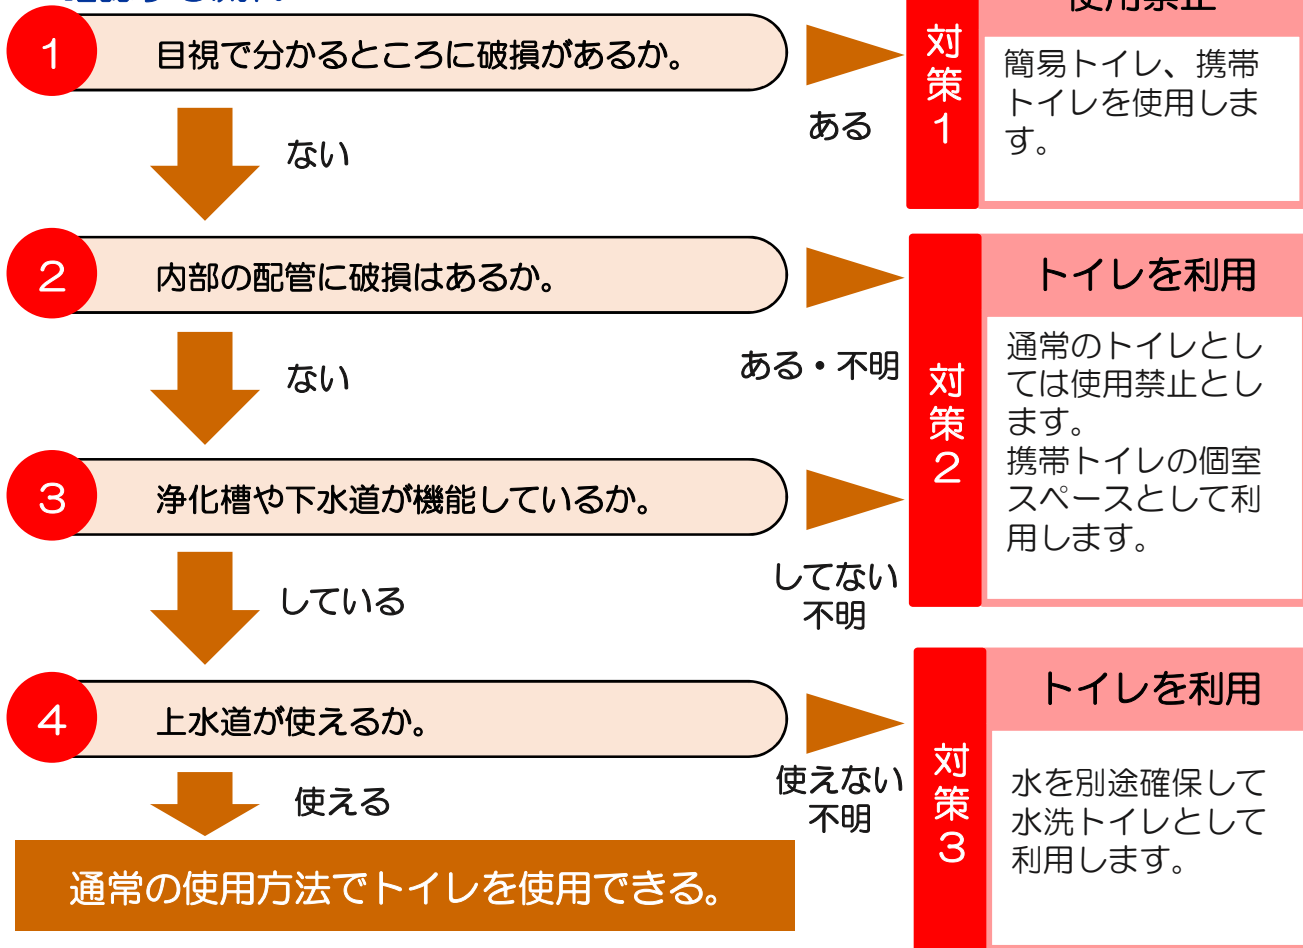 使用禁止
1
目視で分かるところに破損があるか。
ある
ない
対策1
簡易トイレ、携帯
トイレを使用しま
す。
2
内部の配管に破損はあるか。
ある・不明
ない
3
浄化槽や下水道が機能しているか。
してない
不明
している
対策2
トイレを利用
通常のトイレとし
ては使用禁止とし
ます。
携帯トイレの個室
スペースとして利
用します。
4
上水道が使えるか。
使えない
不明
使える
対策3
トイレを利用
水を別途確保して
水洗トイレとして
利用します。
通常の使用方法でトイレを使用できる。